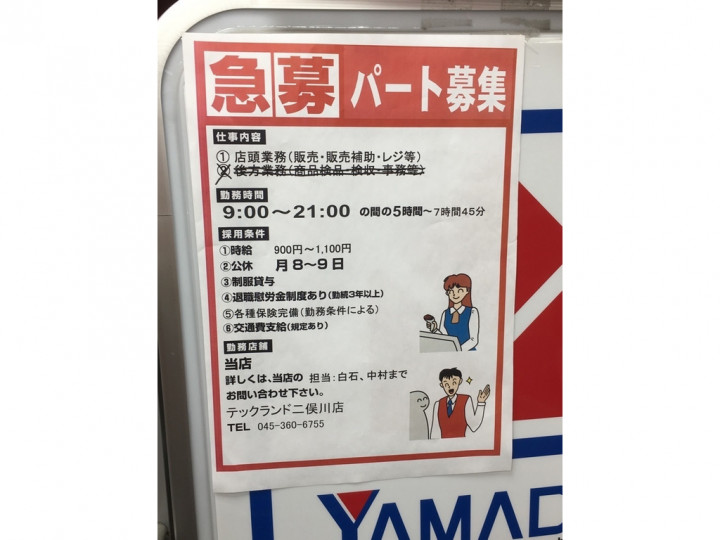 急募 パート募集
仕事内容
① 店頭業務(販売・販売補助・レジ等)
② 後方業務(商品検品・検収・事務等)
勤務時間
9:00～21:00 の間の5時間～7時間45分
採用条件
①時給 900円～1,100円
②公休 月8～9日
③制服貸与
④退職慰労金制度あり(勤続3年以上)
⑤各種保険完備(勤務条件による)
⑥交通費支給(規定あり)
勤務店舗
当店
詳しくは、当店の 担当:白石、中村まで
お問い合わせ下さい。
テックランド二俣川店
TEL 045-360-6755
YAMAD